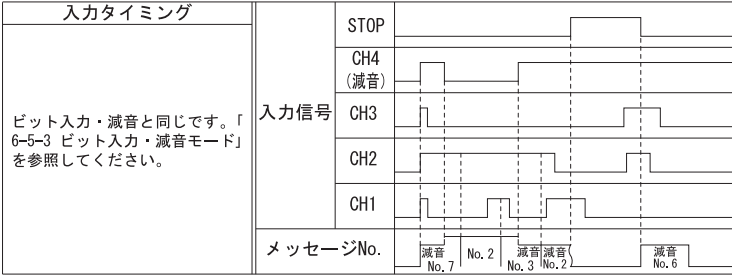 入力タイミング
ビット入力・減音と同じです。「
6-5-3 ビット入力・減音モード」
を参照してください。
入力信号
STOP
CH4
(減音)
CH3
CH2
CH1
メッセージNo.
減音
No.7
No.2
減音
No.3
減音
No.2
減音
No.6